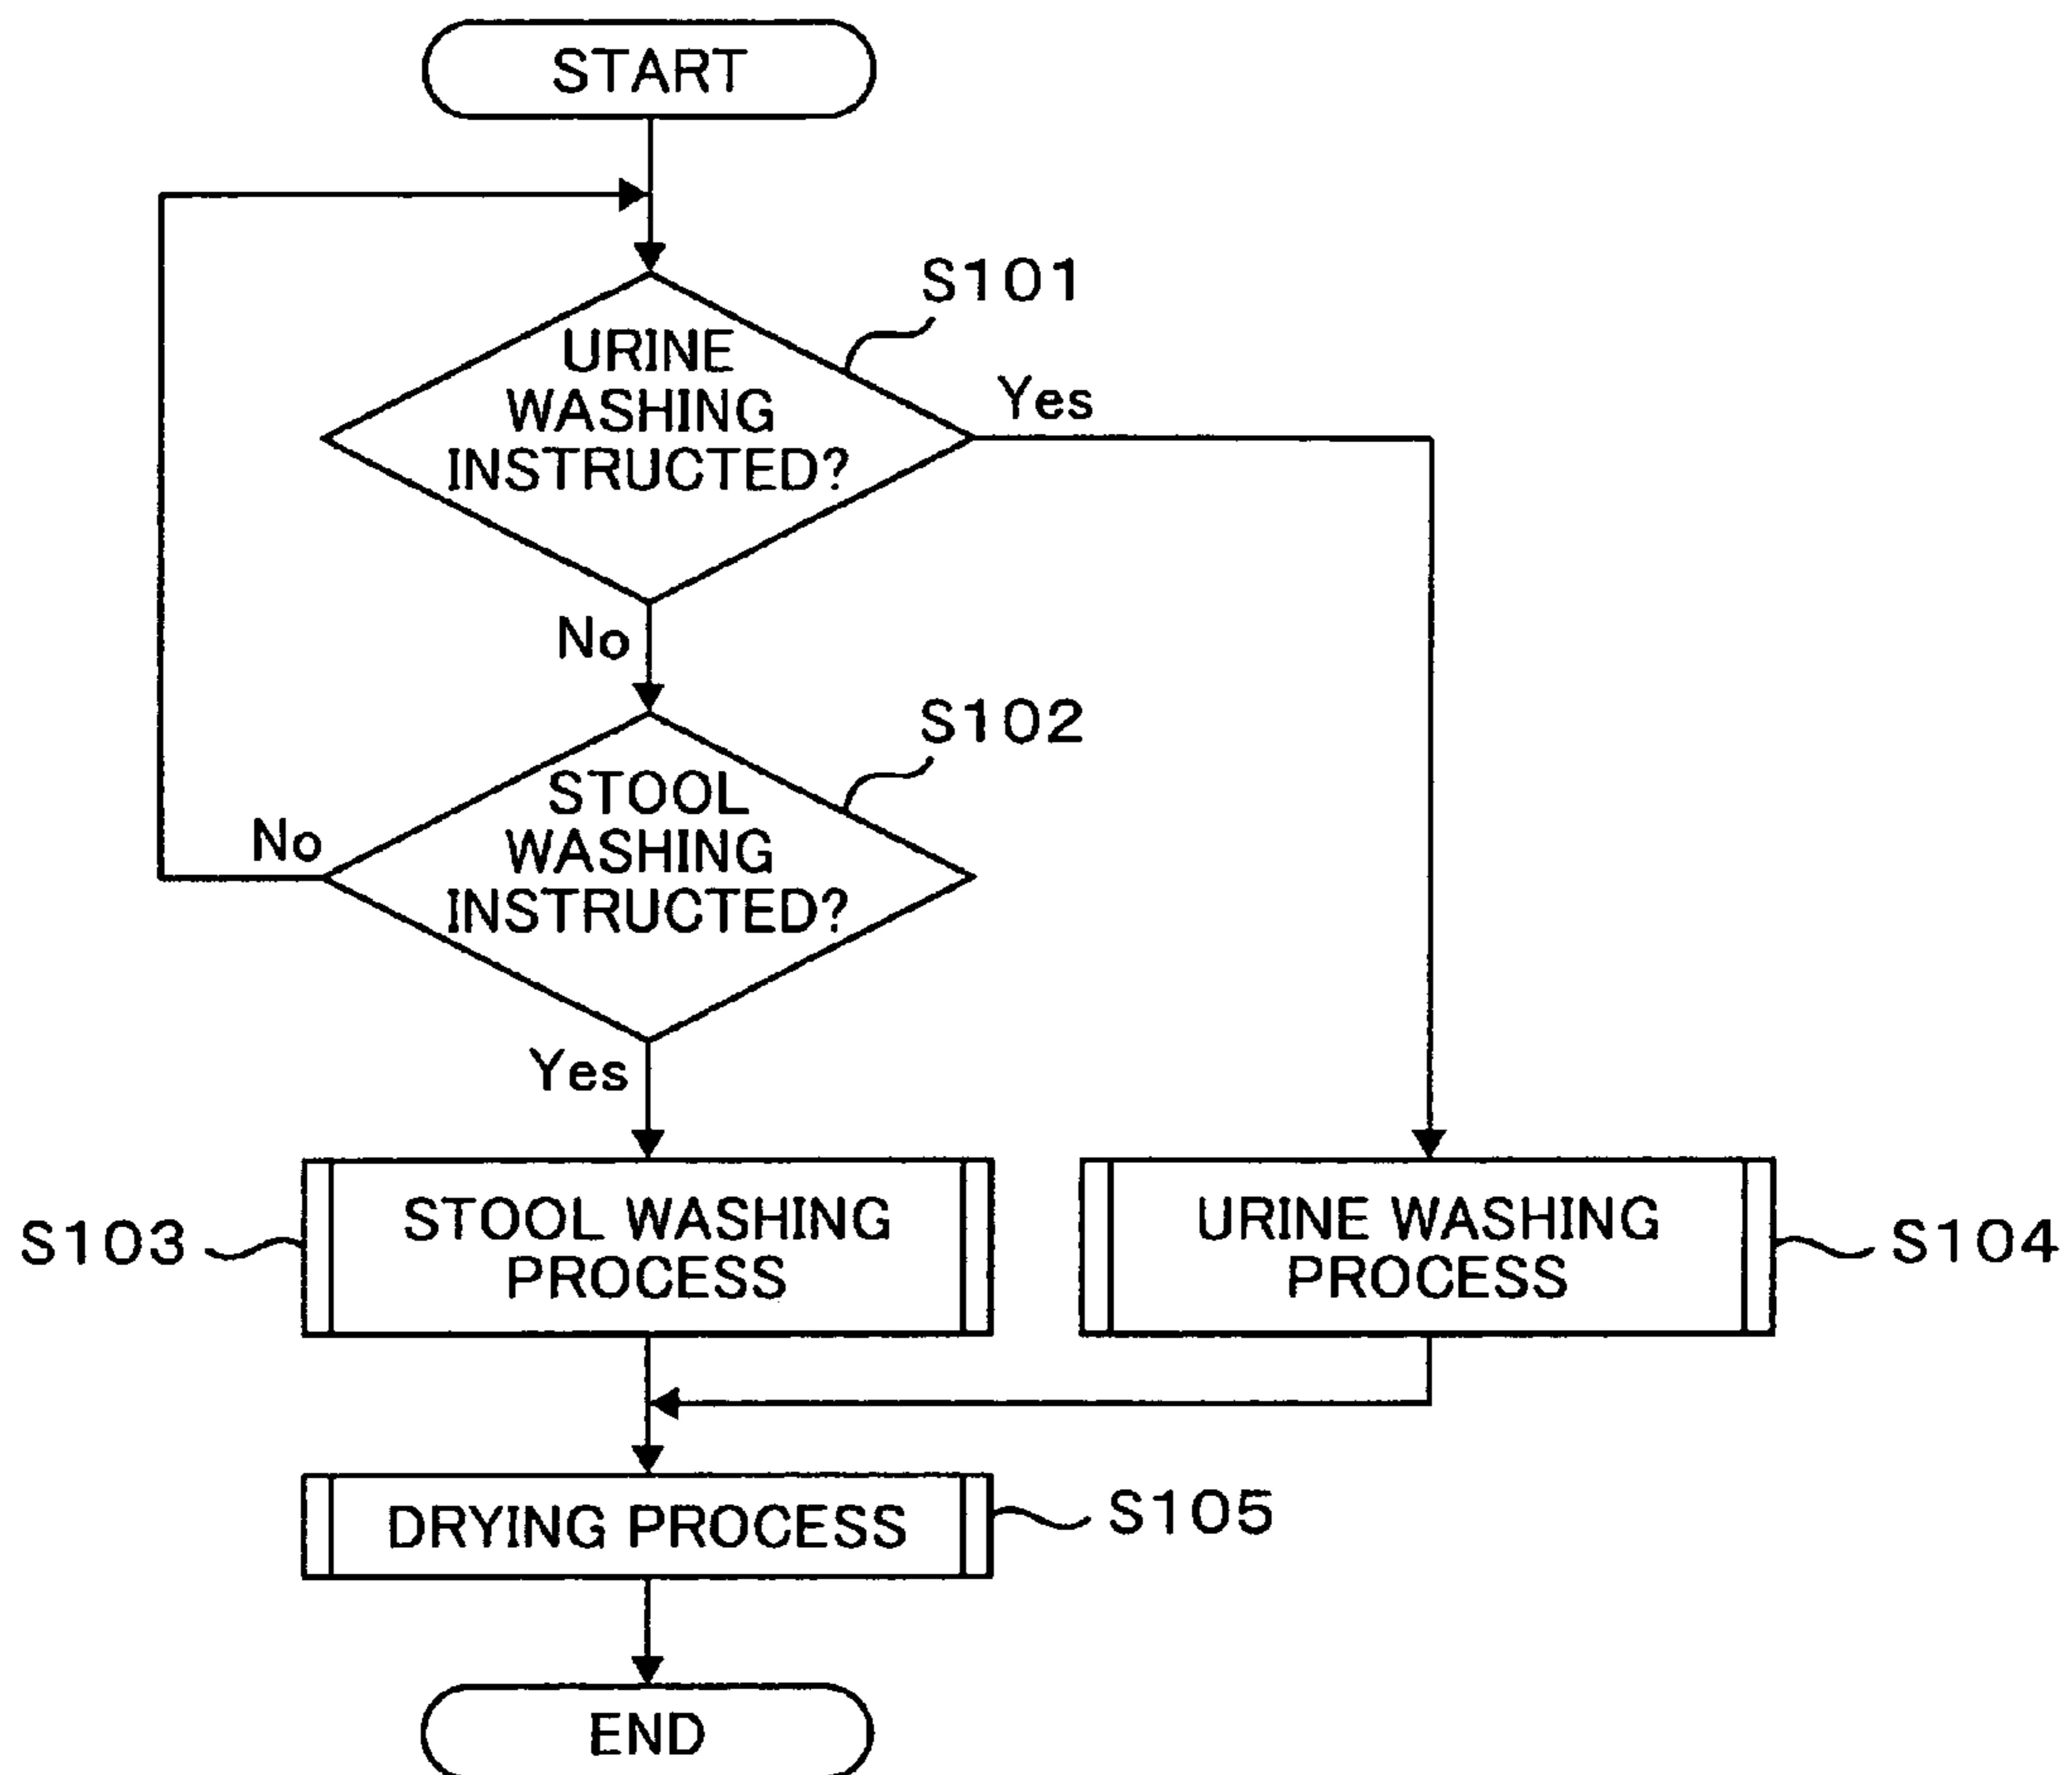 START
S101
URINE
WASHING
INSTRUCTED?
Yes
No
S102
STOOL
WASHING
INSTRUCTED?
No
Yes
S103
STOOL WASHING
PROCESS
URINE WASHING
PROCESS
S104
DRYING PROCESS
S105
END